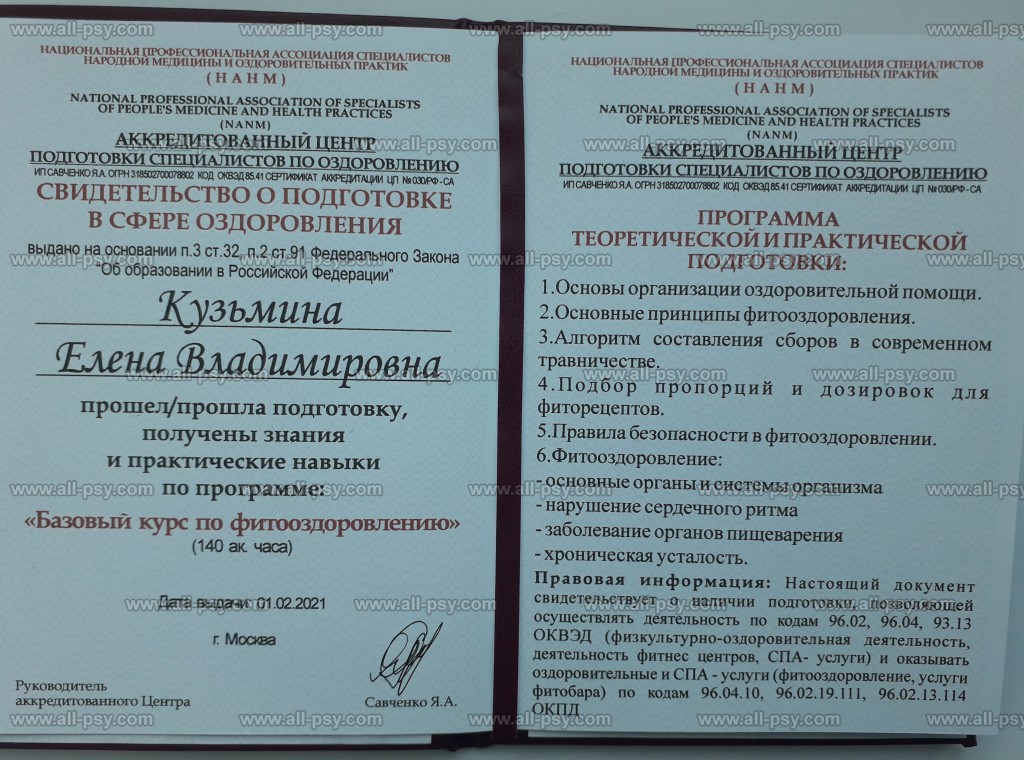 НАЦИОНАЛЬНАЯ ПРОФЕССИОНАЛЬНАЯ АССОЦИАЦИЯ СПЕЦИАЛИСТОВ
НАРОДНОЙ МЕДИЦИНЫ И ОЗДОРОВИТЕЛЬНЫХ ПРАКТИК
(НАНМ)
NATIONAL PROFESSIONAL ASSOCIATION OF SPECIALISTS
OF PEOPLE'S MEDICINE AND HEALTH PRACTICES
(NANM)
АККРЕДИТОВАННЫЙ ЦЕНТР
ПОДГОТОВКИ СПЕЦИАЛИСТОВ ПО ОЗДОРОВЛЕНИЮ
ИП САВЧЕНКО Я.А. ОГРН 318502700078802 КОД ОКВЭД 85.41 СЕРТИФИКАТ АККРЕДИТАЦИИ ЦП №030/РФ - СА
СВИДЕТЕЛЬСТВО О ПОДГОТОВКЕ
В СФЕРЕ ОЗДОРОВЛЕНИЯ
выдано на основании п.3 ст.32, п.2 ст.91 Федерального Закона
"Об образовании в Российской Федерации"
Кузьмина
Елена Владимировна
прошел/прошла подготовку,
получены знания
и практические навыки
по программе:
«Базовый курс по фитооздоровлению»
(140 ак. часа)
Дата выдачи: 01.02.2021
г. Москва
Руководитель
аккредитованного Центра
Савченко Я.А.
НАЦИОНАЛЬНАЯ ПРОФЕССИОНАЛЬНАЯ АССОЦИАЦИЯ СПЕЦИАЛИСТОВ
НАРОДНОЙ МЕДИЦИНЫ И ОЗДОРОВИТЕЛЬНЫХ ПРАКТИК
(НАНМ)
NATIONAL PROFESSIONAL ASSOCIATION OF SPECIALISTS
OF PEOPLE'S MEDICINE AND HEALTH PRACTICES
(NANM)
АККРЕДИТОВАННЫЙ ЦЕНТР
ПОДГОТОВКИ СПЕЦИАЛИСТОВ ПО ОЗДОРОВЛЕНИЮ
ИП САВЧЕНКО Я.А. ОГРН 318502700078802 КОД ОКВЭД 85.41 СЕРТИФИКАТ АККРЕДИТАЦИИ ЦП №030/РФ - СА
ПРОГРАММА
ТЕОРЕТИЧЕСКОЙ И ПРАКТИЧЕСКОЙ
ПОДГОТОВКИ:
1.Основы организации оздоровительной помощи.
2.Основные принципы фитооздоровления.
3.Алгоритм составления сборов в современном
травничестве.
4.Подбор пропорций и дозировок для
фиторецептов.
5.Правила безопасности в фитооздоровлении.
6.Фитооздоровление:
- основные органы и системы организма
- нарушение сердечного ритма
- заболевание органов пищеварения
- хроническая усталость.
Правовая информация: Настоящий документ
свидетельствует о наличии подготовки, позволяющей
осуществлять деятельность по кодам 96.02, 96.04, 93.13
ОКВЭД (физкультурно-оздоровительная деятельность,
деятельность фитнес центров, СПА- услуги) и оказывать
оздоровительные и СПА - услуги (фитооздоровление, услуги
фитобара) по кодам 96.04.10, 96.02.19.111, 96.02.13.114
ОКПД
www.all-psy.com